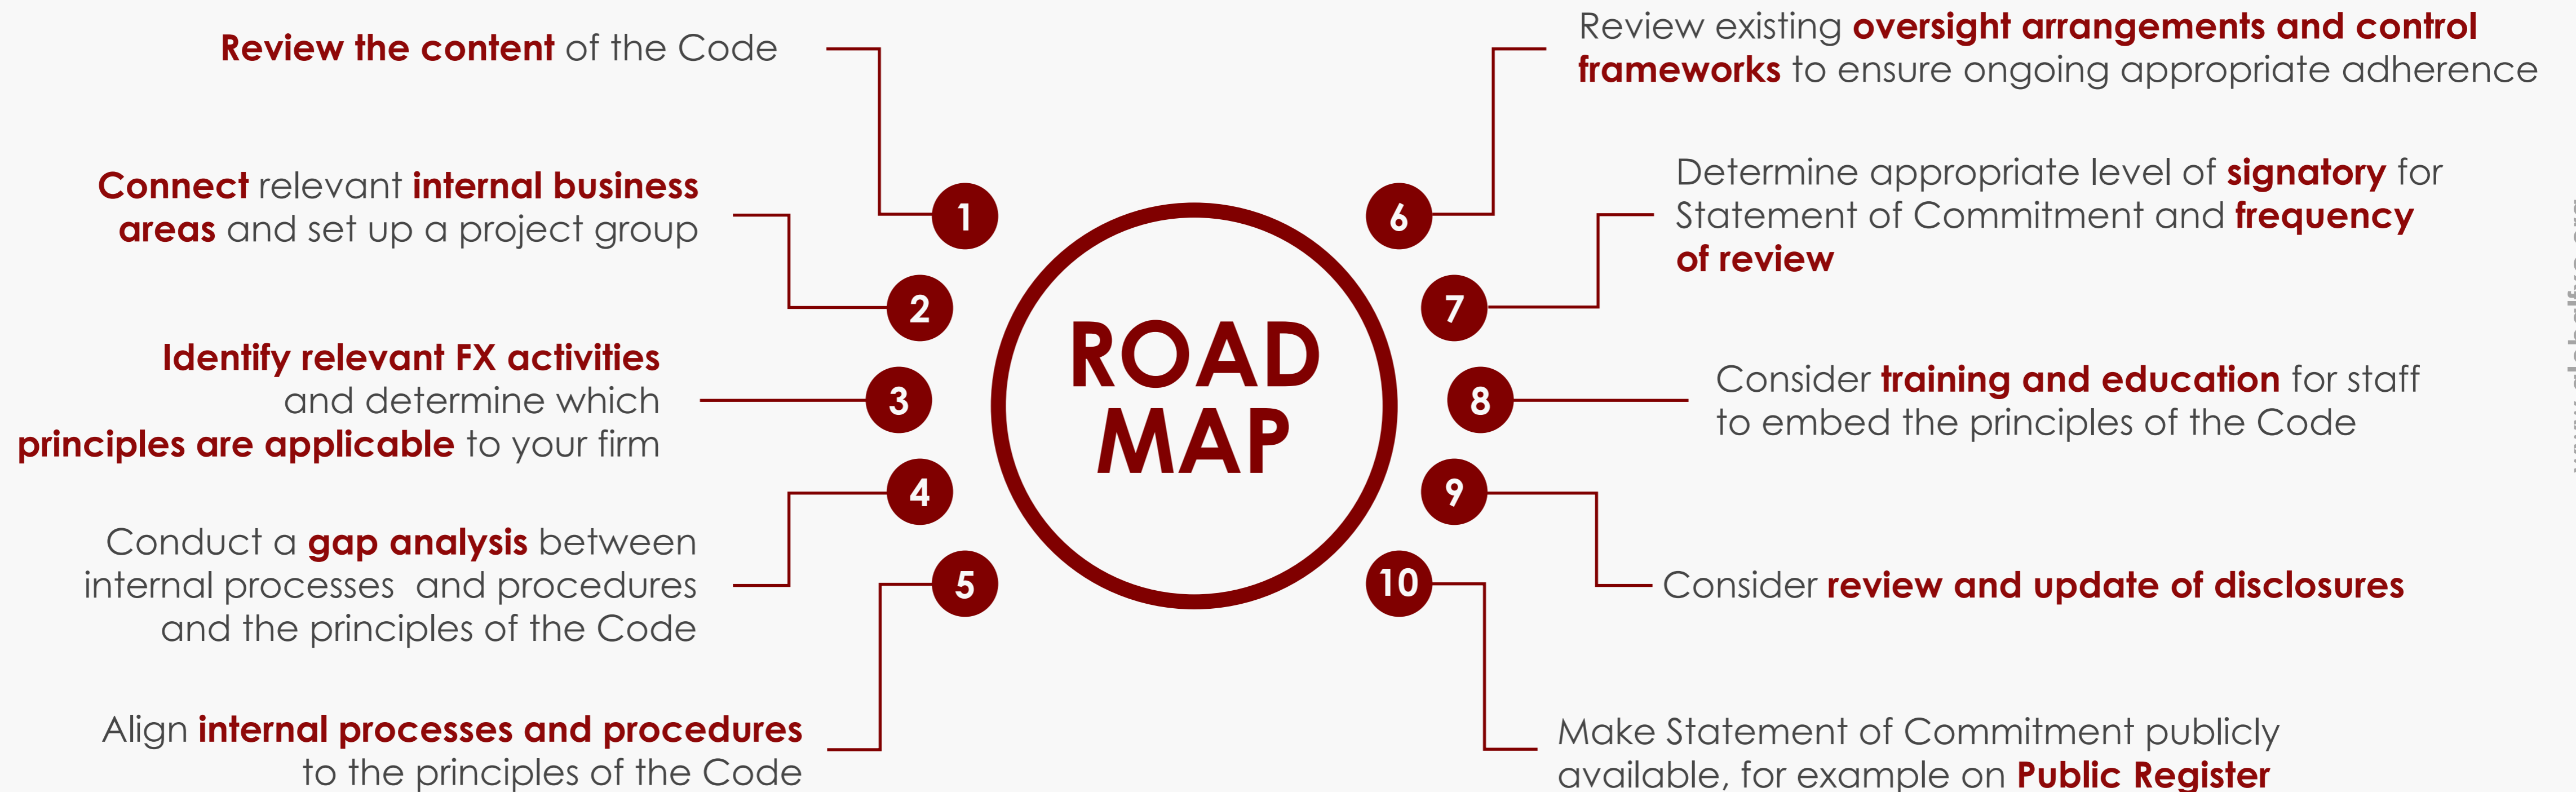 Review the content of the Code
1
Connect relevant internal business
areas and set up a project group
2
Identify relevant FX activities
and determine which
principles are applicable to your firm
3
Conduct a gap analysis between
internal processes and procedures
and the principles of the Code
4
Align internal processes and procedures
to the principles of the Code
5
ROAD
MAP
Review existing oversight arrangements and control
frameworks to ensure ongoing appropriate adherence
6
Determine appropriate level of signatory for
Statement of Commitment and frequency
of review
7
Consider training and education for staff
to embed the principles of the Code
8
Consider review and update of disclosures
9
Make Statement of Commitment publicly
available, for example on Public Register
10